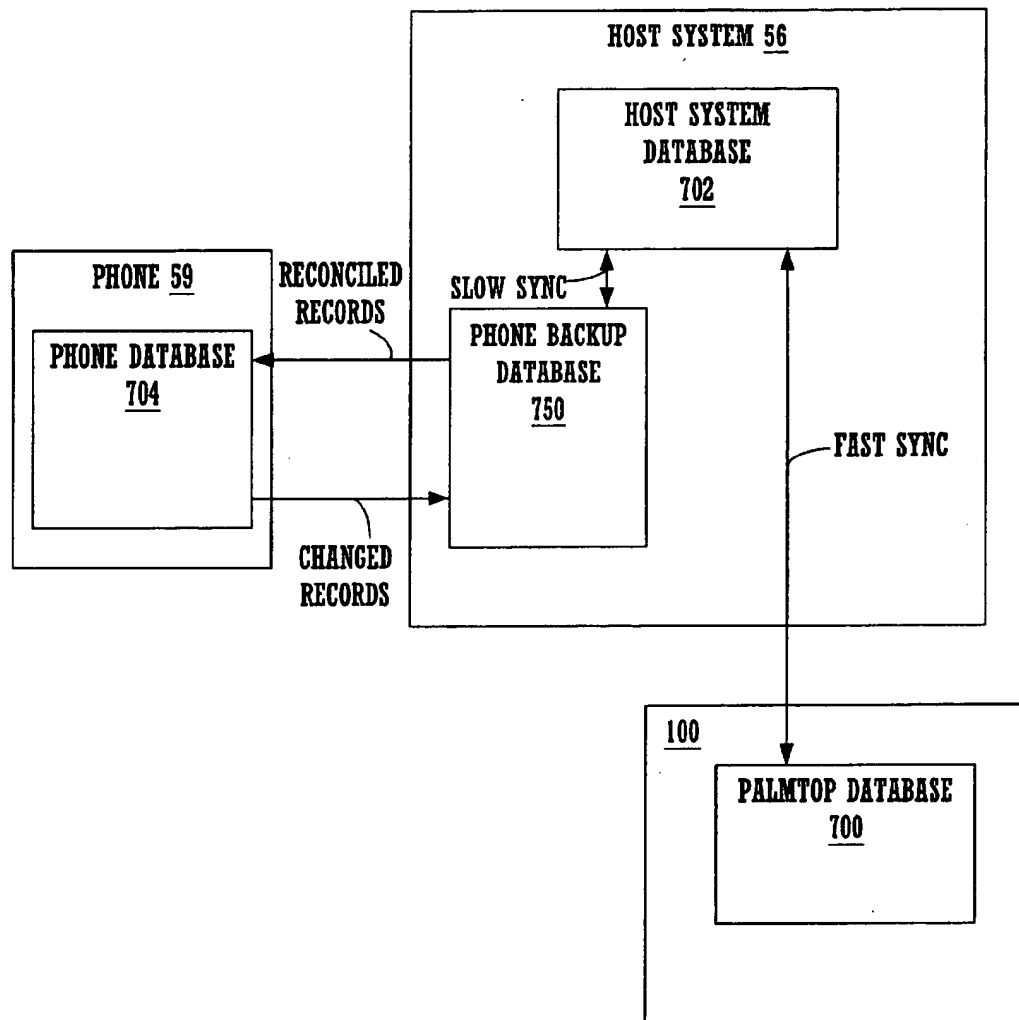 HOST SYSTEM 56
HOST SYSTEM
DATABASE
702
PHONE 59
RECONCILED
RECORDS
SLOW SYNC
PHONE DATABASE
704
PHONE BACKUP
DATABASE
750
FAST SYNC
CHANGED
RECORDS
100
PALMTOP DATABASE
700